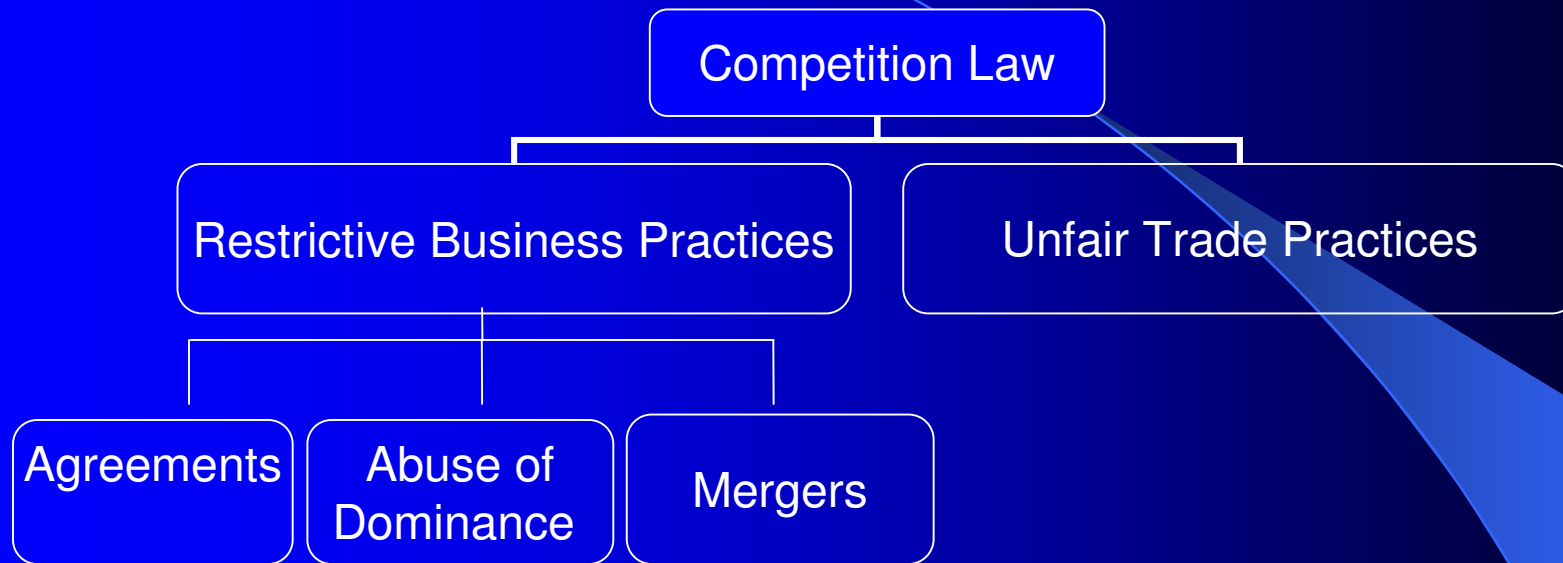 Competition Law
Restrictive Business Practices
Unfair Trade Practices
Agreements
Abuse of
Dominance
Mergers